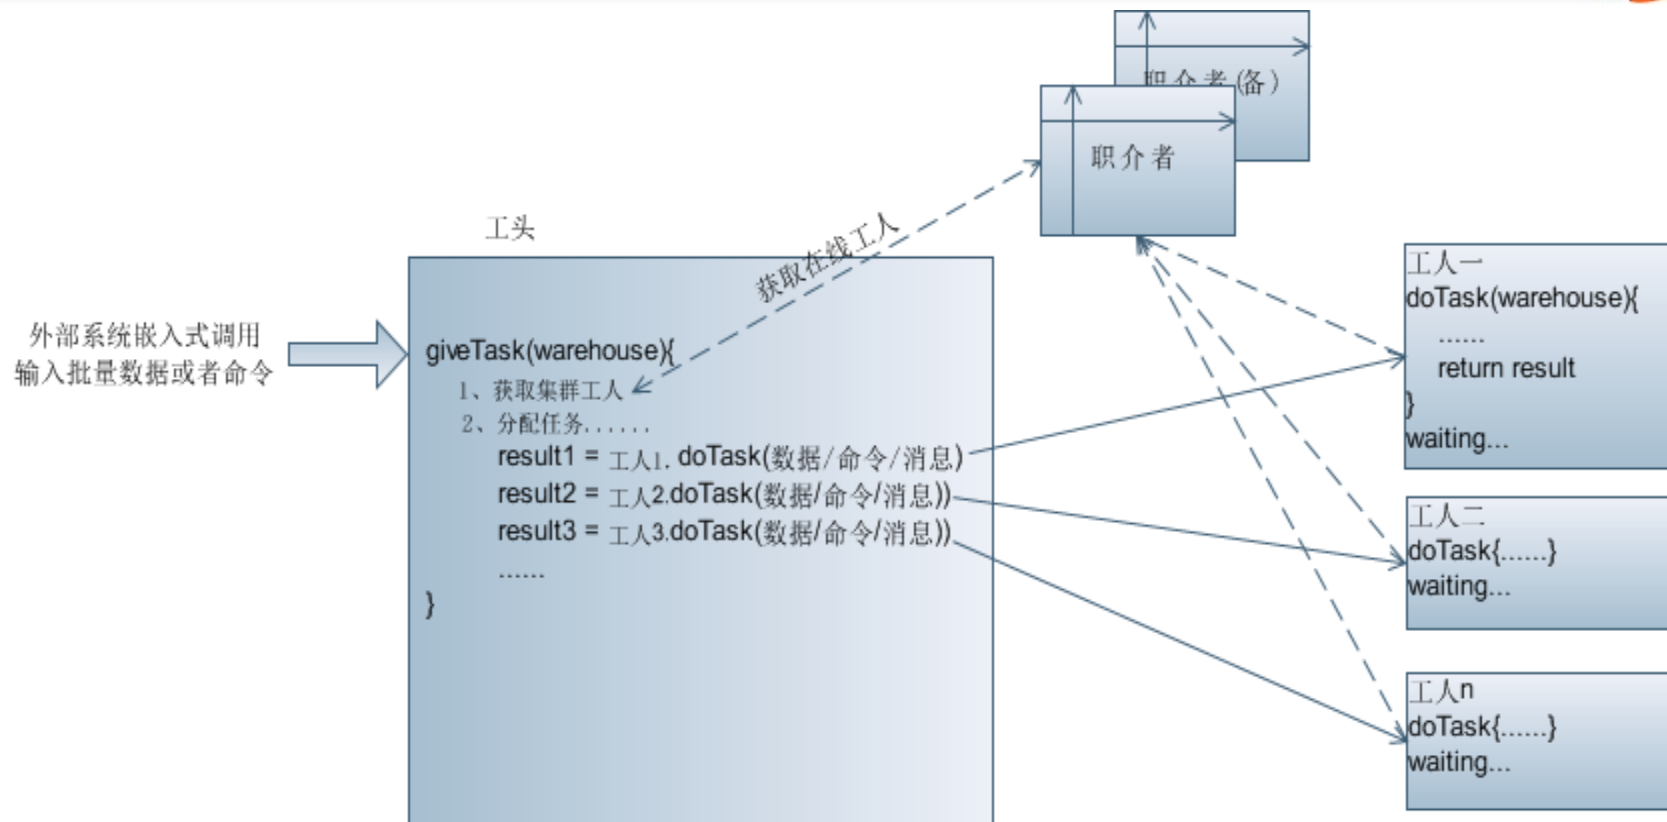 职介者(备)
职介者
工头
获取在线工人
外部系统嵌入式调用
输入批量数据或者命令
giveTask(warehouse){
1、获取集群工人
2、分配任务......
result1 = 工人1. doTask(数据/命令/消息)
result2 = 工人2.doTask(数据/命令/消息))
result3 = 工人3.doTask(数据/命令/消息))
......
}
工人一
doTask(warehouse){
......
return result
}
waiting...
工人二
doTask{......}
waiting...
工人n
doTask{......}
waiting...